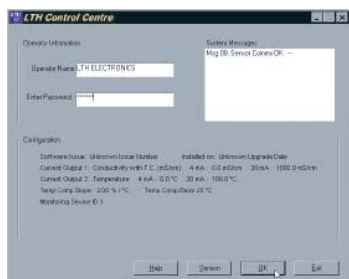 LTH Control Centre
Operator Information
System Messages
Operator Name LTH ELECTRONICS
Msg 08: Sensor Comms OK. --
Enter Password
Configuration
Software Issue: Unknown Issue Number Installed on: Unknown Upgrade Date
Current Output 1: Conductivity with T.C. (mS/cm) 4 mA: 0.0 mS/cm 20 mA: 1000.0 mS/cm
Current Output 2: Temperature 4 mA: 0.0 °C 20 mA: 100.0 °C
Temp Comp Slope: 2.00 % / °C Temp Comp Base 25 °C
Monitoring Device ID 3
Help Version OK Exit